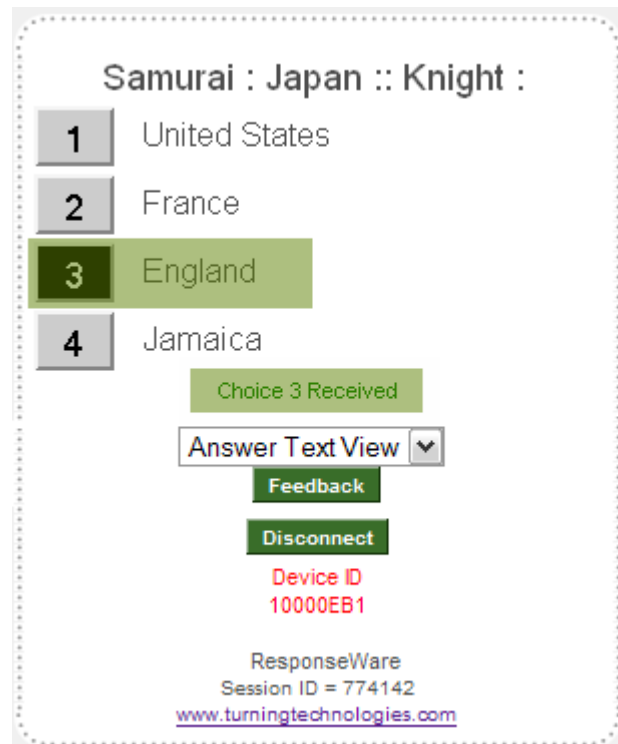 Samurai : Japan :: Knight :
1 United States
2 France
3 England
4 Jamaica
Choice 3 Received
Answer Text View
Feedback
Disconnect
Device ID
10000EB1
ResponseWare
Session ID = 774142
www.turningtechnologies.com